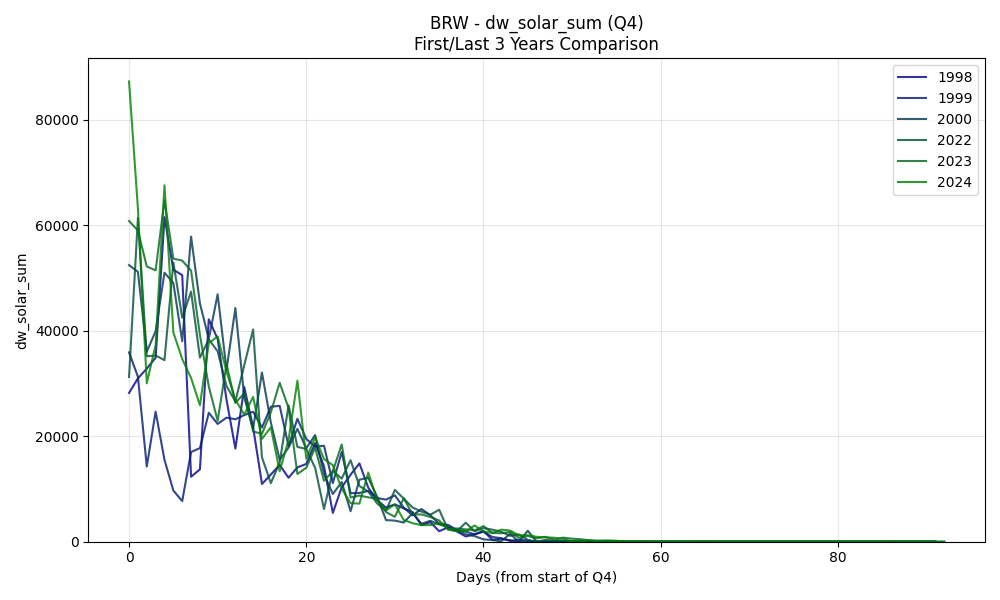 BRW - dw_solar_sum (Q4)
First/Last 3 Years Comparison
1998
1999
2000
2022
2023
2024
dw_solar_sum
80000
60000
40000
20000
0
0 20 40 60 80
Days (from start of Q4)